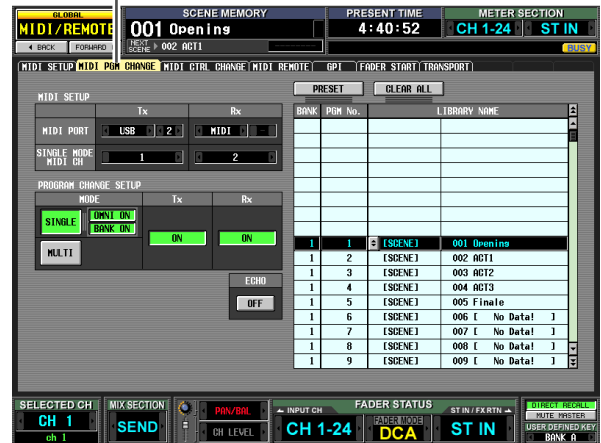 GLOBAL
MIDI/REMOTE
BACK FORWARD
SCENE MEMORY
001 Opening
NEXT SCENE 002 ACT1
PRESENT TIME
4:40:52
METER SECTION
CH 1-24 ST IN
BUSY
MIDI SETUP MIDI PGM CHANGE MIDI CTRL CHANGE MIDI REMOTE GPI FADER START TRANSPORT
PRESET CLEAR ALL
MIDI SETUP
Tx Rx
MIDI PORT USB 2 MIDI -
SINGLE MODE MIDI CH 1 2
PROGRAM CHANGE SETUP
MODE Tx Rx
SINGLE OMNI ON BANK ON ON ON
MULTI
ECHO
OFF
BANK PGM No. LIBRARY NAME
1 1 [SCENE] 001 Opening
1 2 [SCENE] 002 ACT1
1 3 [SCENE] 003 ACT2
1 4 [SCENE] 004 ACT3
1 5 [SCENE] 005 Finale
1 6 [SCENE] 006 [ No Data! ]
1 7 [SCENE] 007 [ No Data! ]
1 8 [SCENE] 008 [ No Data! ]
1 9 [SCENE] 009 [ No Data! ]
SELECTED CH
CH 1
ch 1
MIX SECTION
SEND
PAN/BAL
CH LEVEL
FADER STATUS
INPUT CH FADER MODE ST IN/FX RTN
CH 1-24 DCA ST IN
DIRECT RECALL
MUTE MASTER
USER DEFINED KEY
BANK A